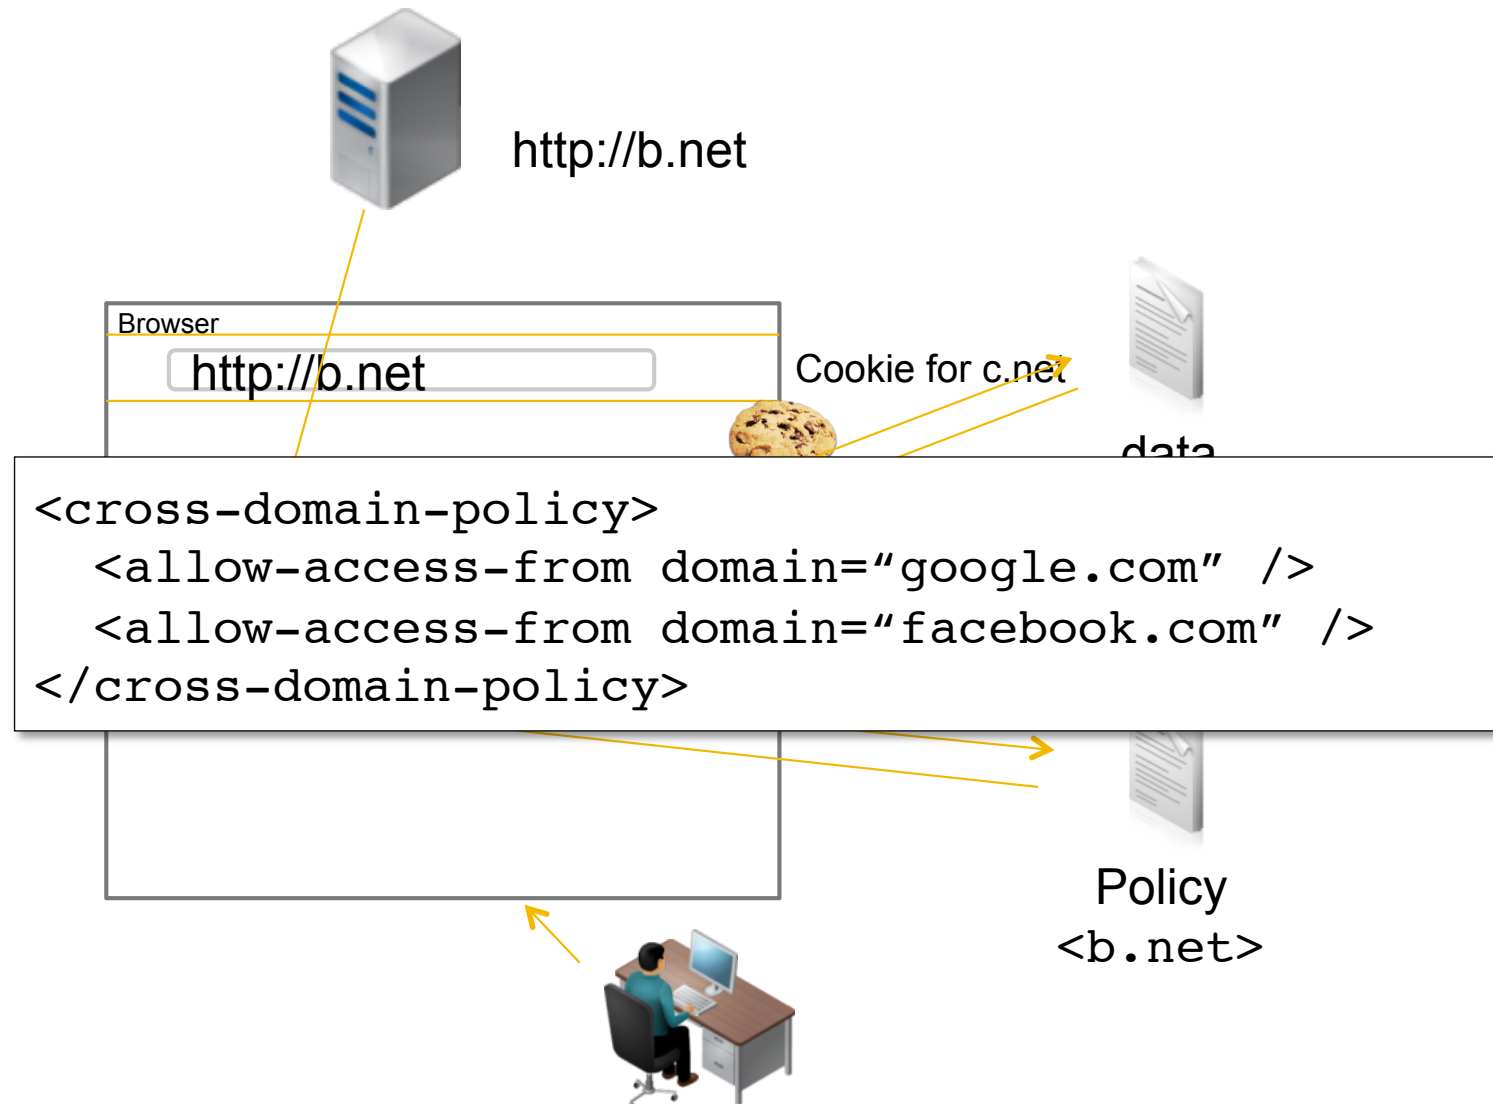 http://b.net
Browser
http://b.net
Cookie for c.net
data
<cross-domain-policy>
<allow-access-from domain=“google.com” />
<allow-access-from domain=“facebook.com” />
</cross-domain-policy>
Policy
<b.net>